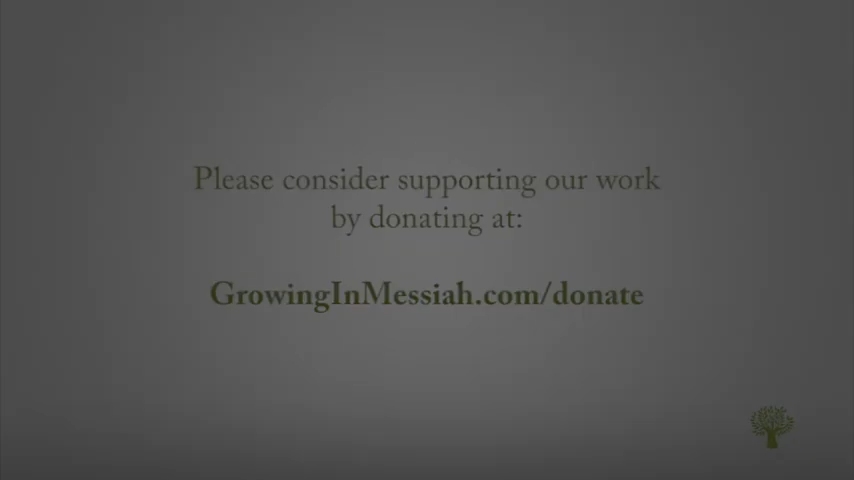 Please consider supporting our work
by donating at:
GrowingInMessiah.com/donate